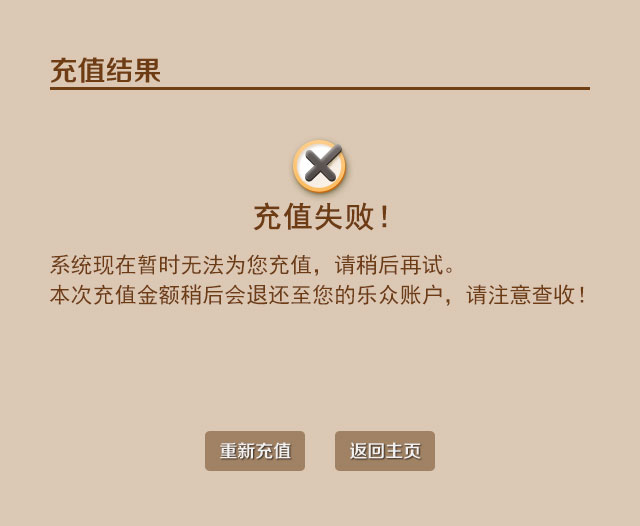 充值结果
充值失败！
系统现在暂时无法为您充值，请稍后再试。
本次充值金额稍后会退还至您的乐众账户，请注意查收！
重新充值
返回主页